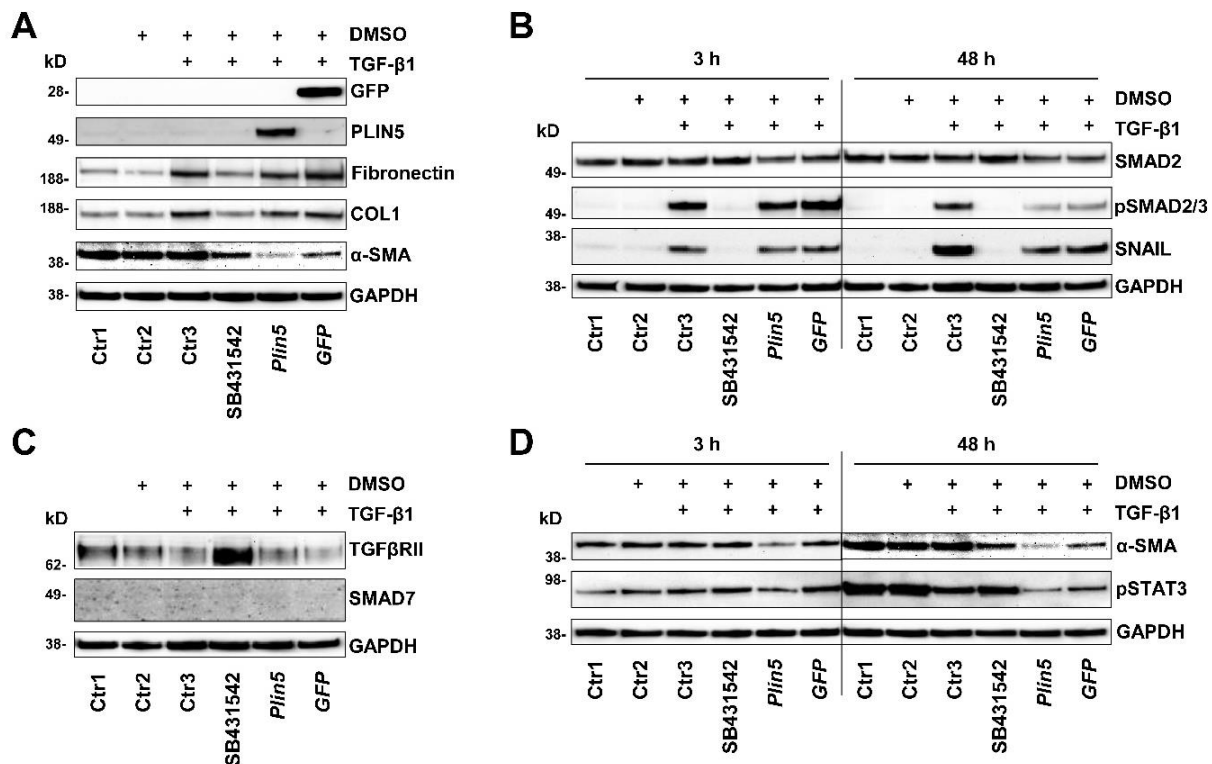 A
+ + + + + DMSO
+ + + + TGF-β1
kD
28- GFP
49- PLIN5
188- Fibronectin
188- COL1
38- α-SMA
38- GAPDH
Ctr1 Ctr2 Ctr3 SB431542 Plin5 GFP
B
3 h 48 h
+ + + + + + + + + + DMSO
+ + + + + + + + TGF-β1
kD
49- SMAD2
49- pSMAD2/3
38- SNAIL
38- GAPDH
Ctr1 Ctr2 Ctr3 SB431542 Plin5 GFP Ctr1 Ctr2 Ctr3 SB431542 Plin5 GFP
C
+ + + + + DMSO
+ + + + TGF-β1
kD
62- TGFβRII
49- SMAD7
38- GAPDH
Ctr1 Ctr2 Ctr3 SB431542 Plin5 GFP
D
3 h 48 h
+ + + + + + + + + + DMSO
+ + + + + + + + TGF-β1
kD
38- α-SMA
98- pSTAT3
38- GAPDH
Ctr1 Ctr2 Ctr3 SB431542 Plin5 GFP Ctr1 Ctr2 Ctr3 SB431542 Plin5 GFP